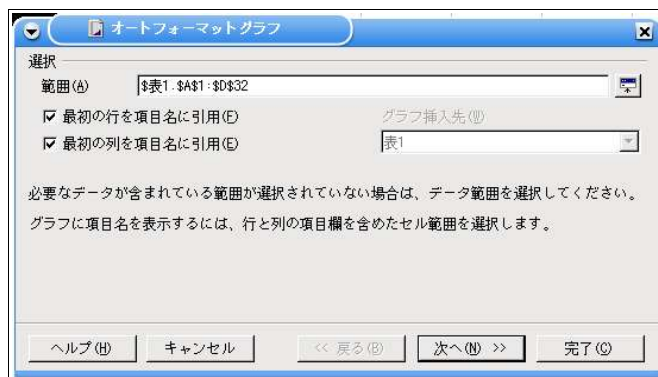 オートフォーマットグラフ
選択
範囲(A) $表1.$A$1:$D$32
最初の行を項目名に引用(F) グラフ挿入先(W)
最初の列を項目名に引用(E) 表1
必要なデータが含まれている範囲が選択されていない場合は、データ範囲を選択してください。
グラフに項目名を表示するには、行と列の項目欄を含めたセル範囲を選択します。
ヘルプ(H) キャンセル << 戻る(B) 次へ(N) >> 完了(C)